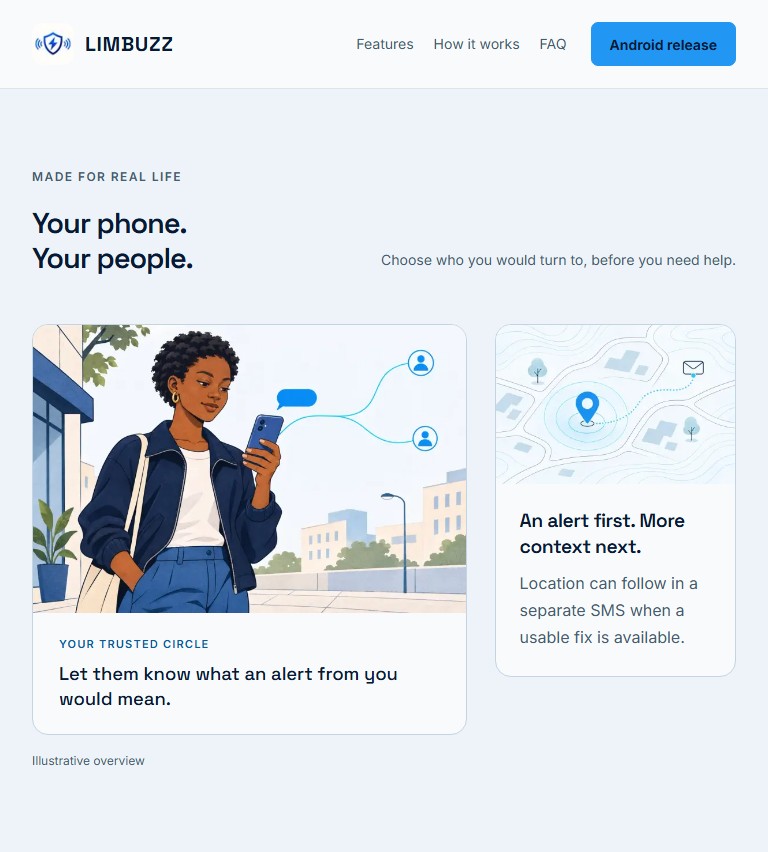 LIMBUZZ
Features
How it works
FAQ
Android release
MADE FOR REAL LIFE
Your phone.
Your people.
Choose who you would turn to, before you need help.
YOUR TRUSTED CIRCLE
Let them know what an alert from you
would mean.
An alert first. More
context next.
Location can follow in a
separate SMS when a
usable fix is available.
Illustrative overview